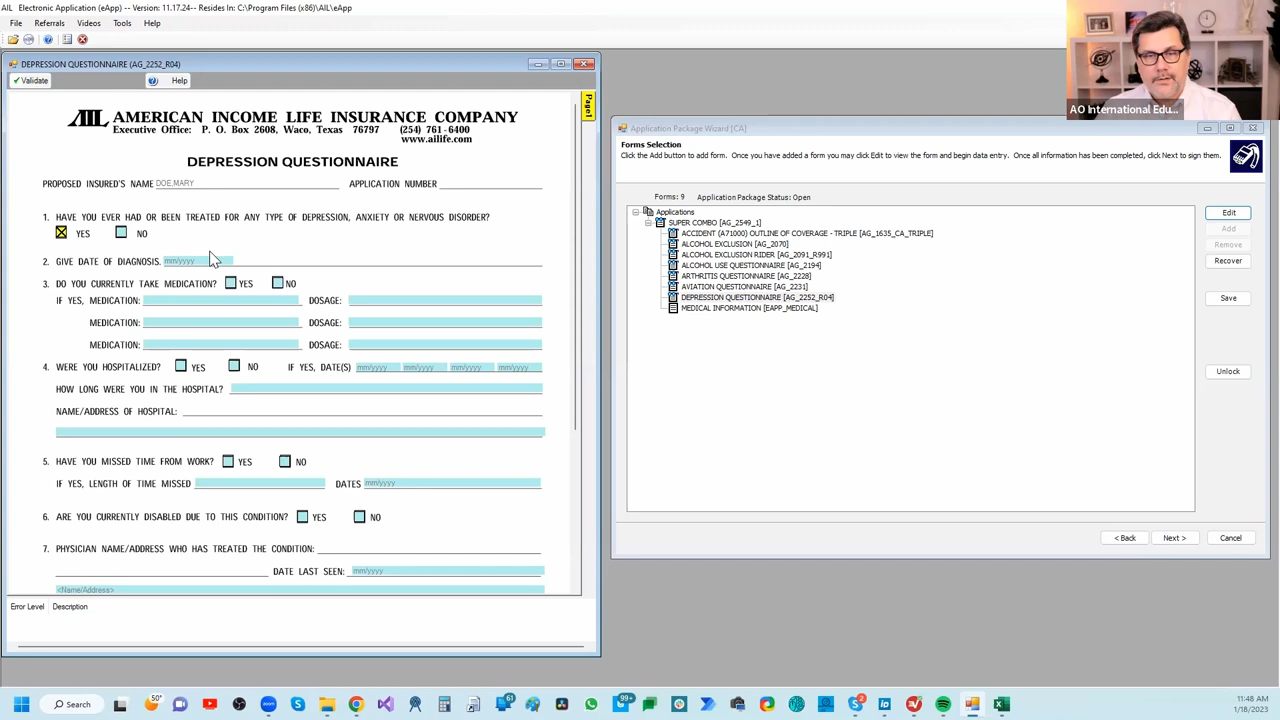 AIL Electronic Application (eApp) -- Version: 11.17.24-- Resides In: C:\Program Files (x86)\AIL\eApp
File Referrals Videos Tools Help
DEPRESSION QUESTIONNAIRE (AG_2252_R04)
Validate Help
Page1
AIL AMERICAN INCOME LIFE INSURANCE COMPANY
Executive Office: P. O. Box 2608, Waco, Texas 76797 (254) 761-6400
www.ailife.com
DEPRESSION QUESTIONNAIRE
PROPOSED INSURED'S NAME DOE,MARY APPLICATION NUMBER
1. HAVE YOU EVER HAD OR BEEN TREATED FOR ANY TYPE OF DEPRESSION, ANXIETY OR NERVOUS DISORDER?
YES NO
2. GIVE DATE OF DIAGNOSIS. mm/yyyy
3. DO YOU CURRENTLY TAKE MEDICATION? YES NO
IF YES, MEDICATION: DOSAGE:
MEDICATION: DOSAGE:
MEDICATION: DOSAGE:
4. WERE YOU HOSPITALIZED? YES NO IF YES, DATE(S) mm/yyyy mm/yyyy mm/yyyy mm/yyyy
HOW LONG WERE YOU IN THE HOSPITAL?
NAME/ADDRESS OF HOSPITAL:
5. HAVE YOU MISSED TIME FROM WORK? YES NO
IF YES, LENGTH OF TIME MISSED DATES mm/yyyy
6. ARE YOU CURRENTLY DISABLED DUE TO THIS CONDITION? YES NO
7. PHYSICIAN NAME/ADDRESS WHO HAS TREATED THE CONDITION:
DATE LAST SEEN: mm/yyyy
<Name/Address>
Error Level Description
AO International Edu...
Application Package Wizard [CA]
Forms Selection
Click the Add button to add form. Once you have added a form you may click Edit to view the form and begin data entry. Once all information has been completed, click Next to sign them.
Forms: 9 Application Package Status: Open
Applications
SUPER COMBO [AG_2549_1]
ACCIDENT (A71000) OUTLINE OF COVERAGE - TRIPLE [AG_1635_CA_TRIPLE]
ALCOHOL EXCLUSION [AG_2070]
ALCOHOL EXCLUSION RIDER [AG_2091_R991]
ALCOHOL USE QUESTIONNAIRE [AG_2194]
ARTHRITIS QUESTIONNAIRE [AG_2228]
AVIATION QUESTIONNAIRE [AG_2231]
DEPRESSION QUESTIONNAIRE [AG_2252_R04]
MEDICAL INFORMATION [EAPP_MEDICAL]
Edit
Add
Remove
Recover
Save
Unlock
< Back Next > Cancel
Search 50° 61 99+ 2
11:48 AM
1/18/2023